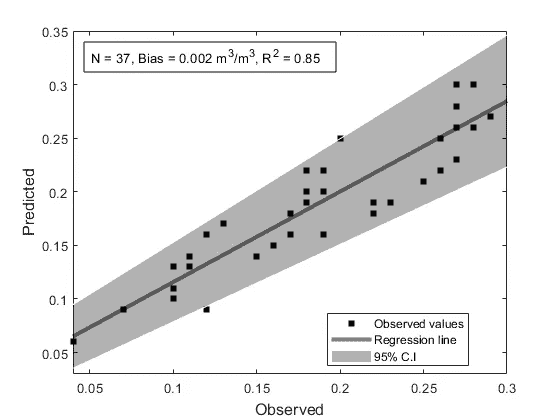 N = 37, Bias = 0.002 m³/m³, R² = 0.85
0.35
0.3
0.25
0.2
0.15
0.1
0.05
Predicted
Observed values
Regression line
95% C.I
0.05 0.1 0.15 0.2 0.25 0.3
Observed